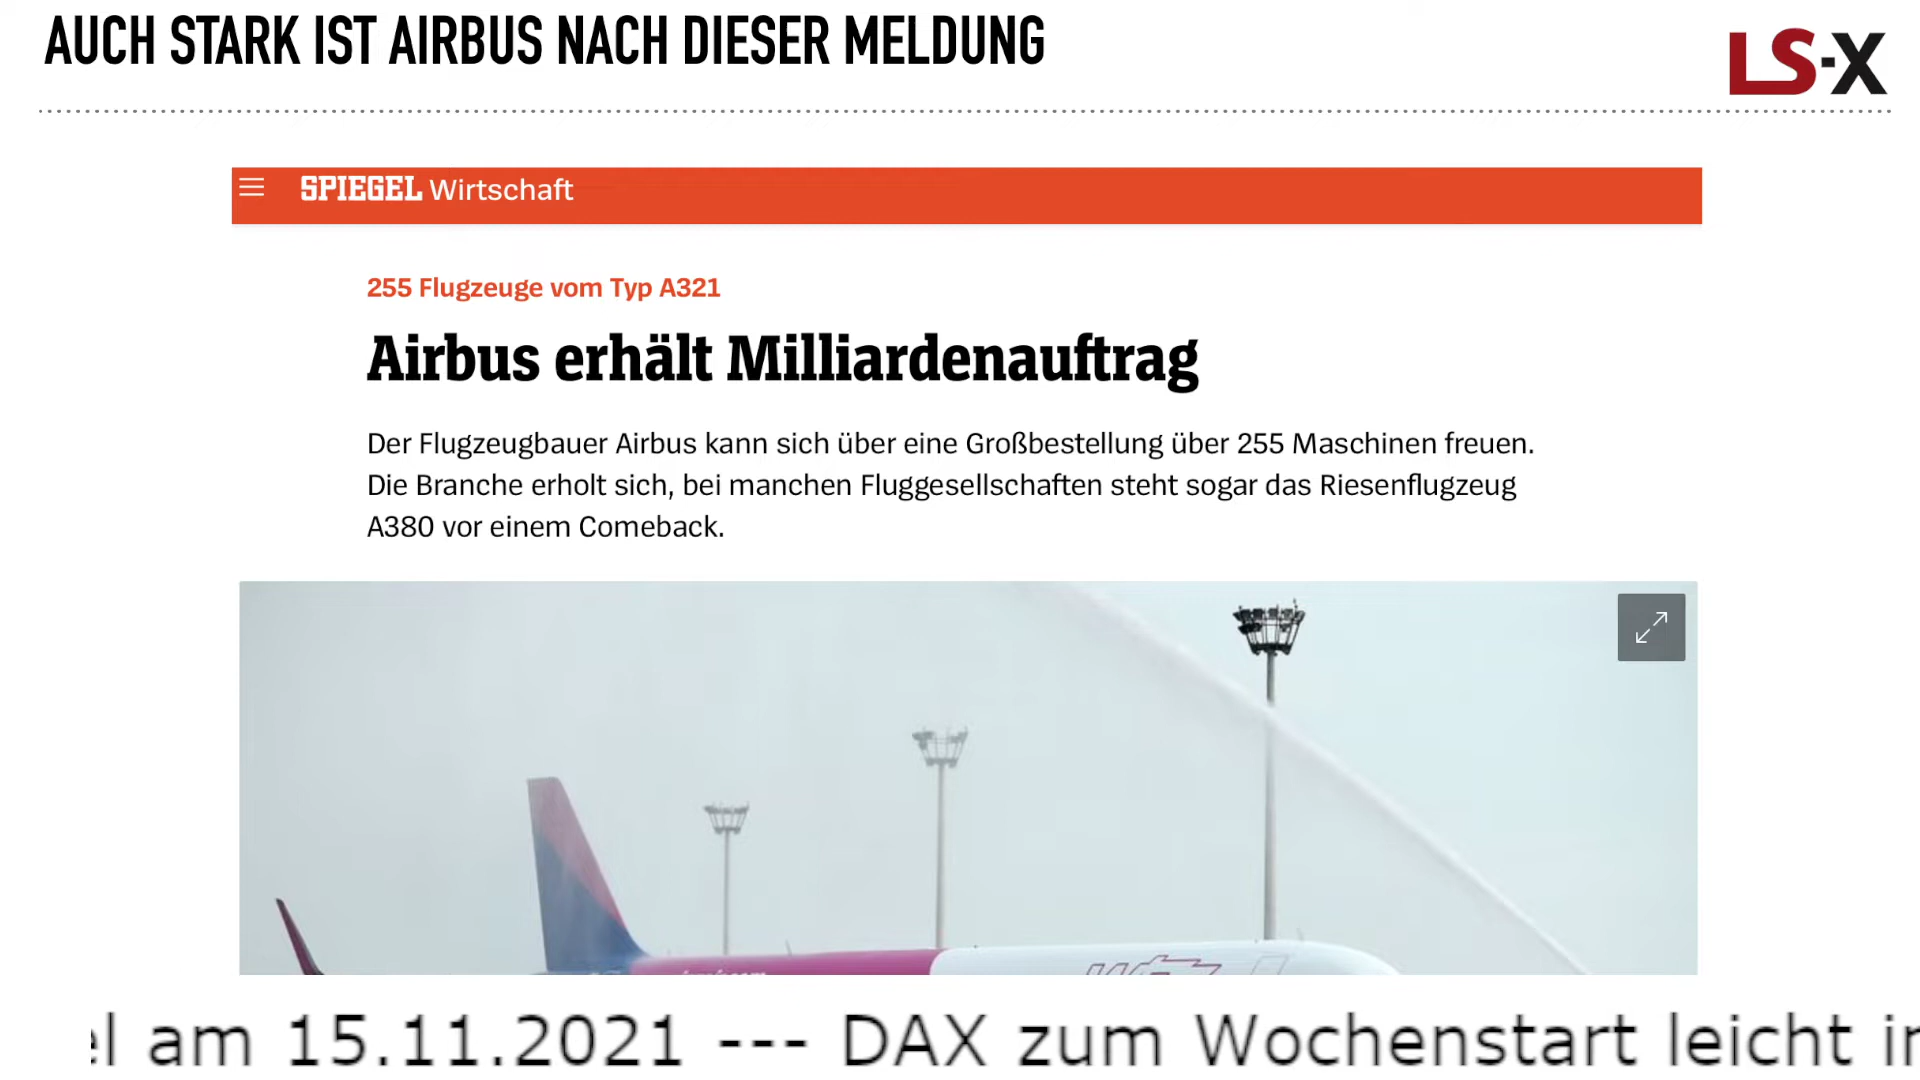 AUCH STARK IST AIRBUS NACH DIESER MELDUNG
LS-X
SPIEGEL Wirtschaft
255 Flugzeuge vom Typ A321
Airbus erhält Milliardenauftrag
Der Flugzeugbauer Airbus kann sich über eine Großbestellung über 255 Maschinen freuen.
Die Branche erholt sich, bei manchen Fluggesellschaften steht sogar das Riesenflugzeug
A380 vor einem Comeback.
am 15.11.2021 --- DAX zum Wochenstart leicht